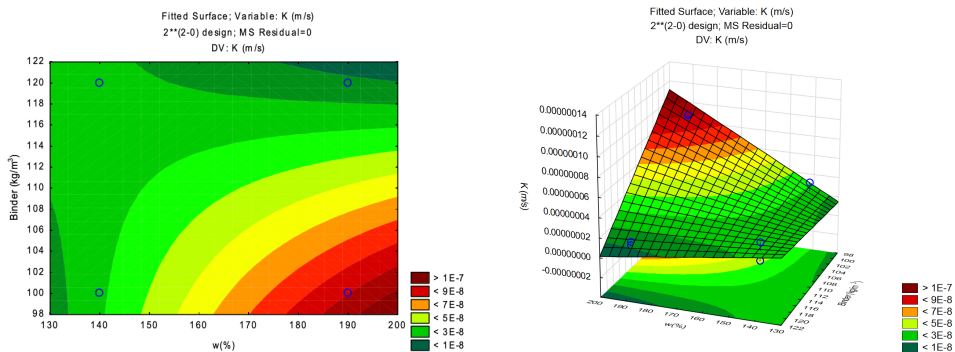 Fitted Surface; Variable: K (m/s)
2**(2-0) design; MS Residual=0
DV: K (m/s)
122
120
118
116
114
112
110
108
106
104
102
100
98
Binder (kg/m³)
130 140 150 160 170 180 190 200
w(%)
> 1E-7
< 9E-8
< 7E-8
< 5E-8
< 3E-8
< 1E-8
Fitted Surface; Variable: K (m/s)
2**(2-0) design; MS Residual=0
DV: K (m/s)
0.00000014
0.00000012
0.00000010
0.00000008
0.00000006
0.00000004
0.00000002
0.00000000
-0.00000002
K (m/s)
200 190 180 170 160 150 140 130
w(%)
98
100
102
104
106
108
110
112
114
116
118
120
122
> 1E-7
< 9E-8
< 7E-8
< 5E-8
< 3E-8
< 1E-8